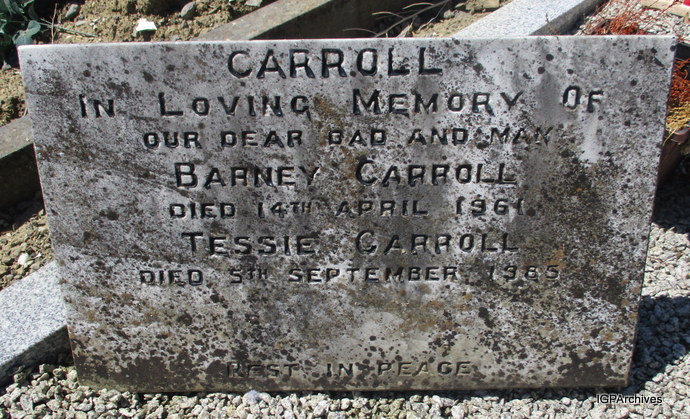 CARROLL
IN LOVING MEMORY OF
OUR DEAR DAD AND MAM
BARNEY CARROLL
DIED 14TH APRIL 1961
TESSIE CARROLL
DIED 5TH SEPTEMBER 1985
REST IN PEACE
IGPArchives